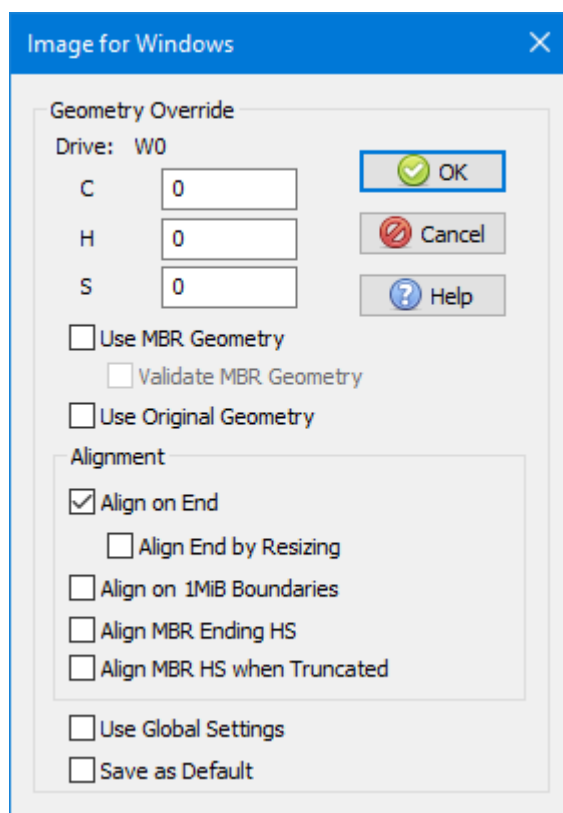 Image for Windows
Geometry Override
Drive: W0
C 0
H 0
S 0
OK
Cancel
Help
Use MBR Geometry
Validate MBR Geometry
Use Original Geometry
Alignment
Align on End
Align End by Resizing
Align on 1MiB Boundaries
Align MBR Ending HS
Align MBR HS when Truncated
Use Global Settings
Save as Default